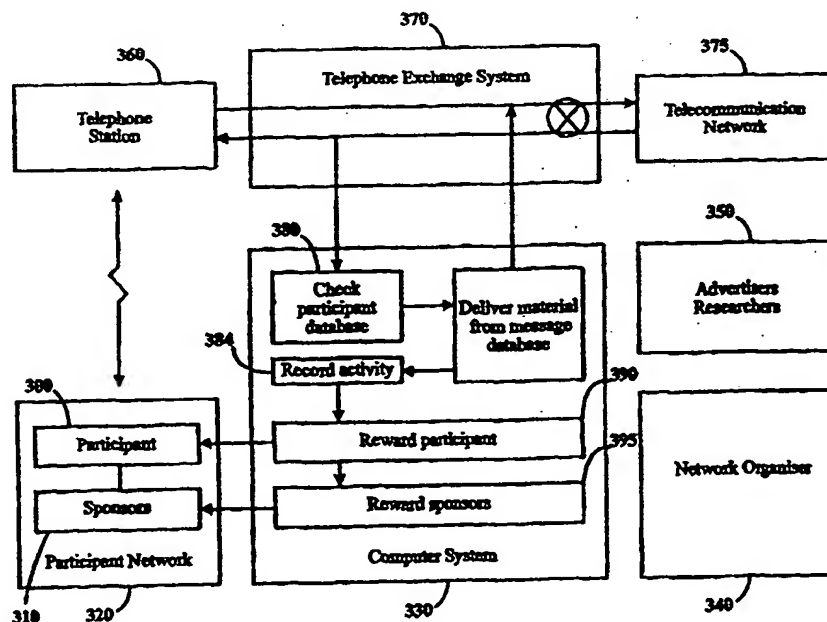 370
360
375
Telephone Exchange System
Telephone
Station
Telecommunication
Network
350
380
Check
participant
database
Deliver material
from message
database
Advertisers
Researchers
384
Record activity
300
390
Participant
Reward participant
395
Network Organiser
Sponsors
Reward sponsors
Participant Network
Computer System
310
320
330
340